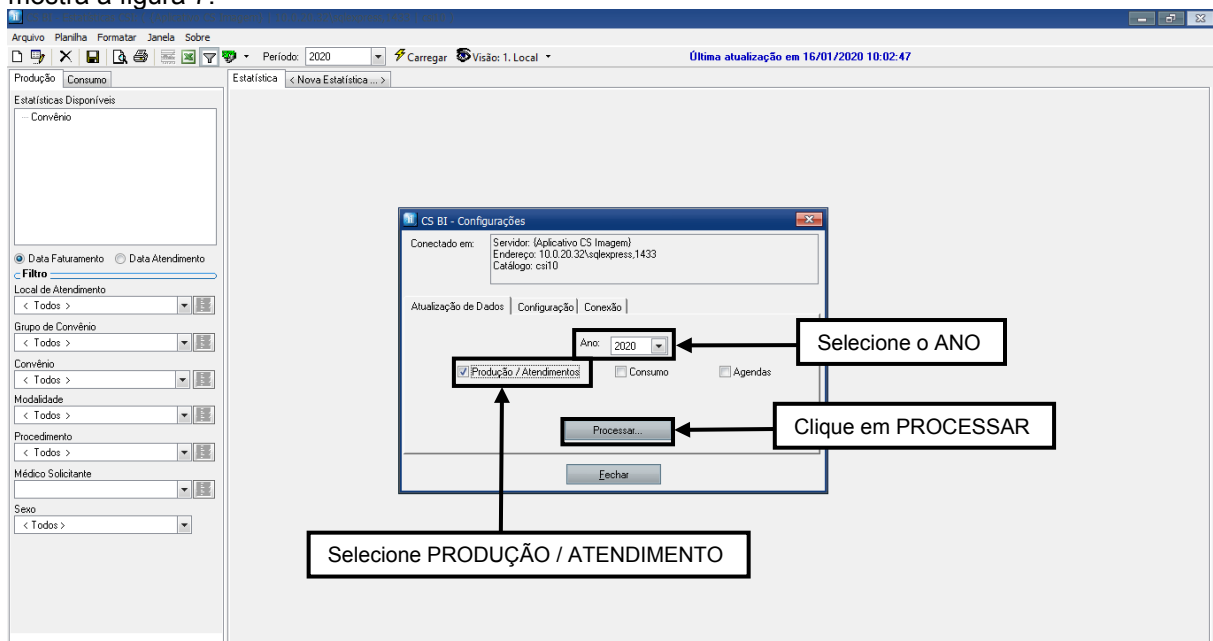 mostra a figura 7.
Arquivo Planilha Formatar Janela Sobre
Período: 2020 Carregar Visão: 1. Local Última atualização em 16/01/2020 10:02:47
Produção Consumo
Estatística < Nova Estatística ... >
Estatísticas Disponíveis
Convênio
Data Faturamento Data Atendimento
Filtro
Local de Atendimento
< Todos >
Grupo de Convênio
< Todos >
Convênio
< Todos >
Modalidade
< Todos >
Procedimento
< Todos >
Médico Solicitante
Sexo
< Todos >
CS BI - Configurações
Conectado em:
Servidor: {Aplicativo CS Imagem}
Endereço: 10.0.20.32\sqlexpress,1433
Catálogo: csi10
Atualização de Dados Configuração Conexão
Ano: 2020
Produção / Atendimentos Consumo Agendas
Processar...
Fechar
Selecione o ANO
Clique em PROCESSAR
Selecione PRODUÇÃO / ATENDIMENTO